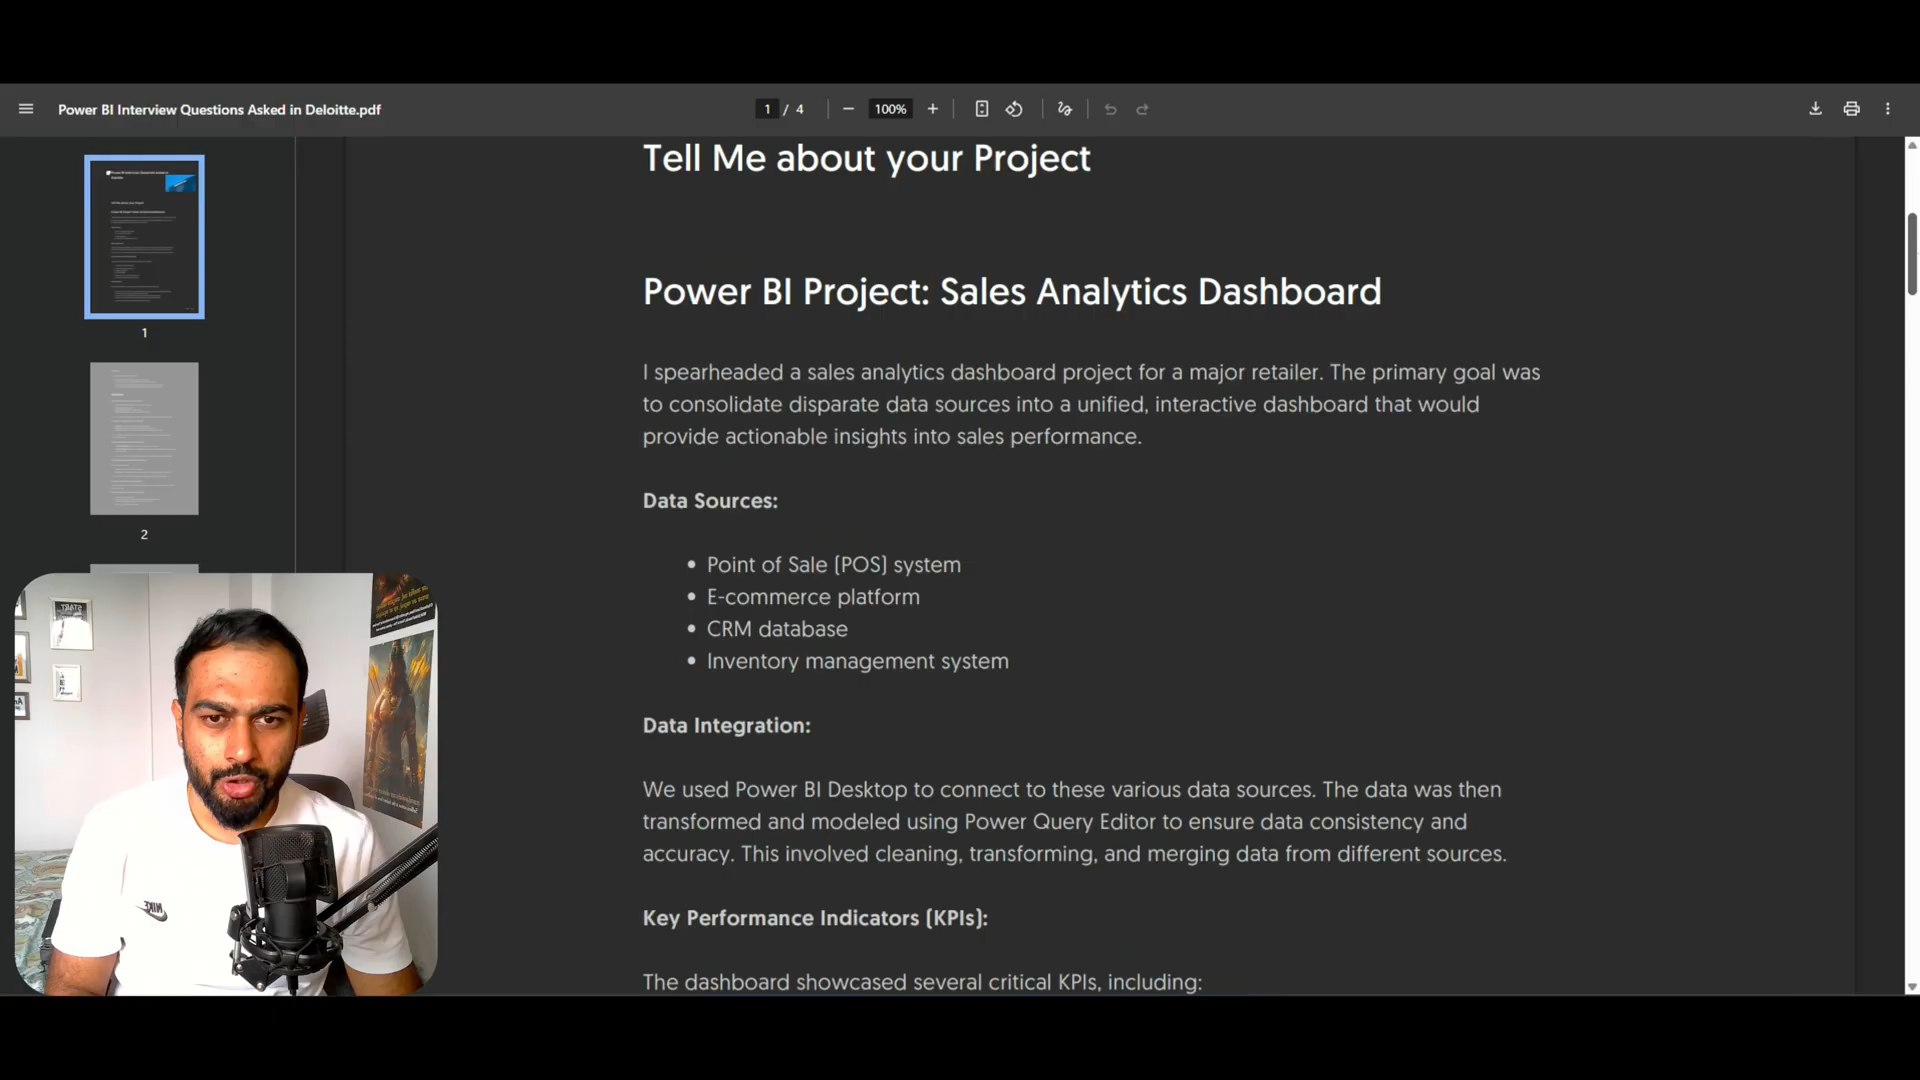 Power BI Interview Questions Asked in Deloitte.pdf
1 / 4
100%
Tell Me about your Project
Power BI Project: Sales Analytics Dashboard
I spearheaded a sales analytics dashboard project for a major retailer. The primary goal was
to consolidate disparate data sources into a unified, interactive dashboard that would
provide actionable insights into sales performance.
Data Sources:
• Point of Sale (POS) system
• E-commerce platform
• CRM database
• Inventory management system
Data Integration:
We used Power BI Desktop to connect to these various data sources. The data was then
transformed and modeled using Power Query Editor to ensure data consistency and
accuracy. This involved cleaning, transforming, and merging data from different sources.
Key Performance Indicators (KPIs):
The dashboard showcased several critical KPIs, including:
1
2
START
NIKE